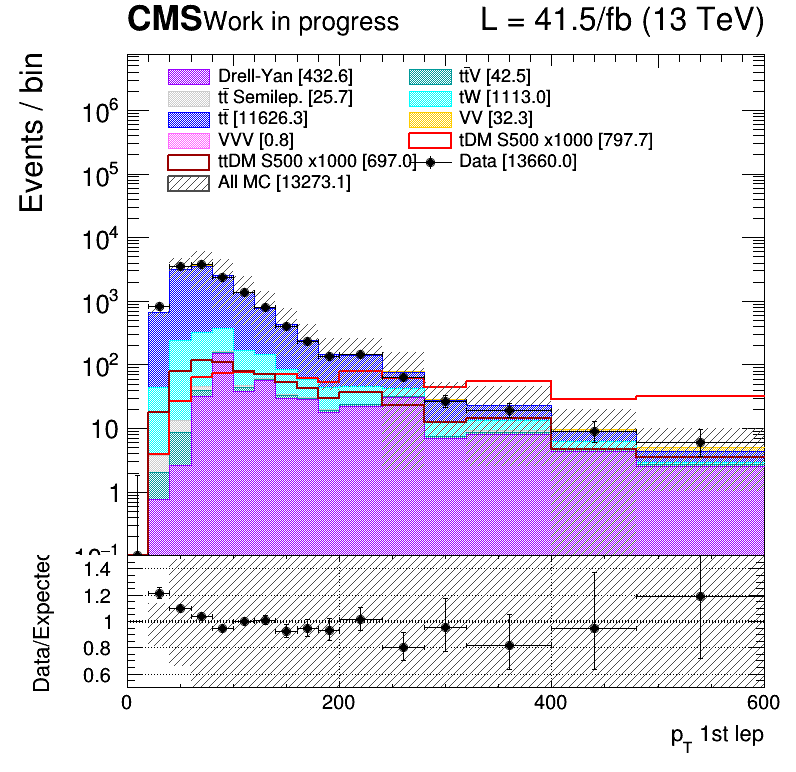 CMS Work in progress L = 41.5/fb (13 TeV)
Events / bin
Drell-Yan [432.6] tt̄V [42.5]
tt̄ Semilep. [25.7] tW [1113.0]
tt̄ [11626.3] VV [32.3]
VVV [0.8] tDM S500 x1000 [797.7]
ttDM S500 x1000 [697.0] Data [13660.0]
All MC [13273.1]
10⁶
10⁵
10⁴
10³
10²
10
1
10⁻¹
Data/Expected
1.4
1.2
1
0.8
0.6
0 200 400 600
p_T 1st lep